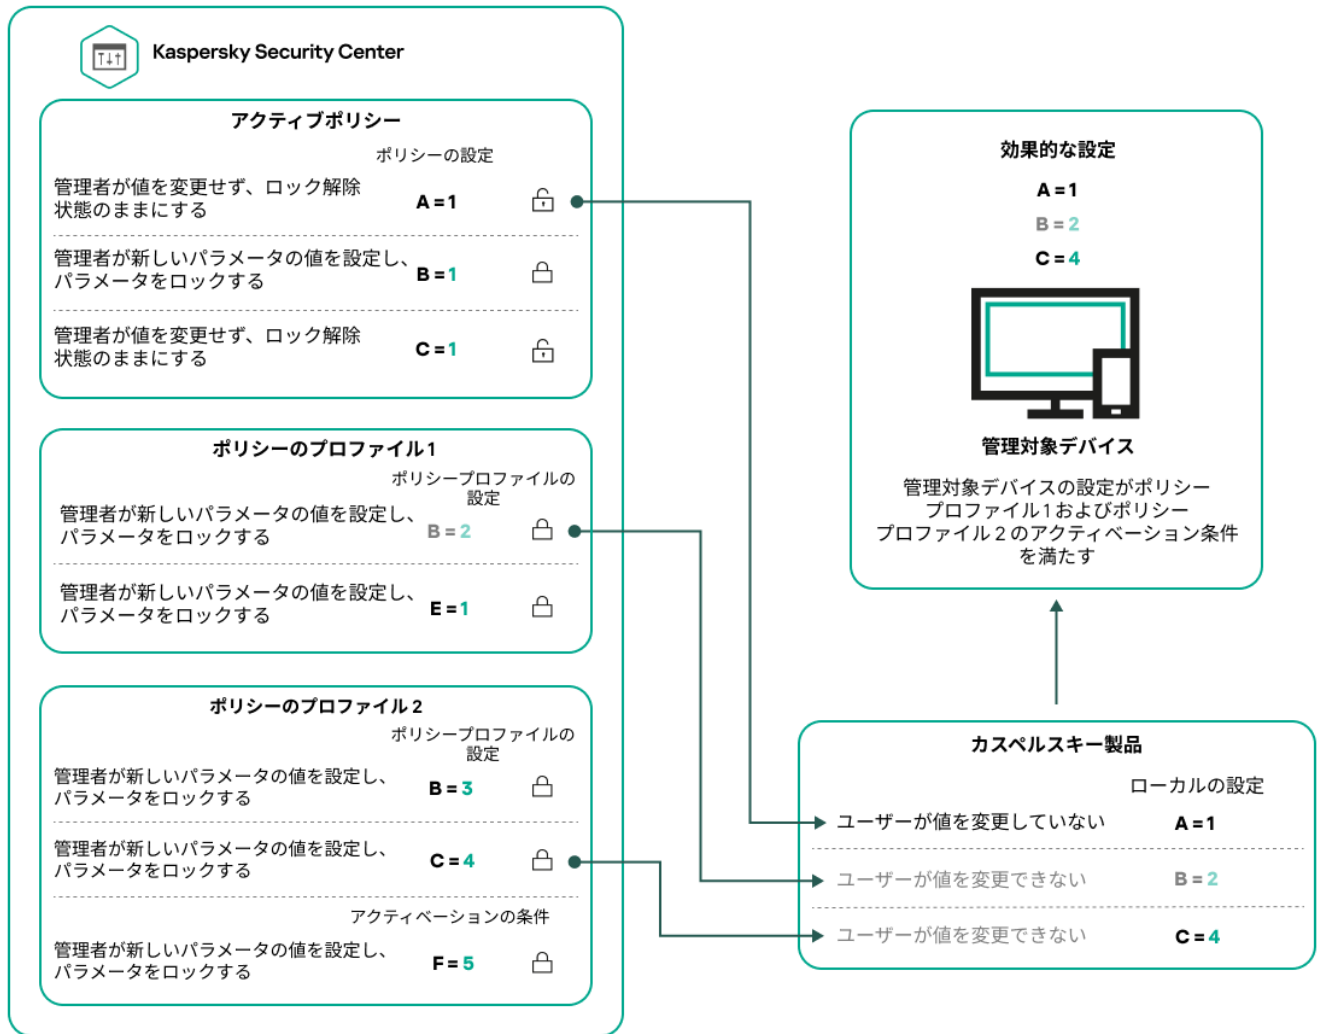 Kaspersky Security Center
アクティブポリシー
ポリシーの設定
管理者が値を変更せず、ロック解除
状態のままにする
A = 1
管理者が新しいパラメータの値を設定し、
パラメータをロックする
B = 1
管理者が値を変更せず、ロック解除
状態のままにする
C = 1
ポリシーのプロファイル 1
ポリシープロファイルの
設定
管理者が新しいパラメータの値を設定し、
パラメータをロックする
B = 2
管理者が新しいパラメータの値を設定し、
パラメータをロックする
E = 1
ポリシーのプロファイル 2
ポリシープロファイルの
設定
管理者が新しいパラメータの値を設定し、
パラメータをロックする
B = 3
管理者が新しいパラメータの値を設定し、
パラメータをロックする
C = 4
アクティベーションの条件
管理者が新しいパラメータの値を設定し、
パラメータをロックする
F = 5
効果的な設定
A = 1
B = 2
C = 4
管理対象デバイス
管理対象デバイスの設定がポリシー
プロファイル 1 およびポリシー
プロファイル 2 のアクティベーション条件
を満たす
カスペルスキー製品
ローカルの設定
ユーザーが値を変更していない
A = 1
ユーザーが値を変更できない
B = 2
ユーザーが値を変更できない
C = 4